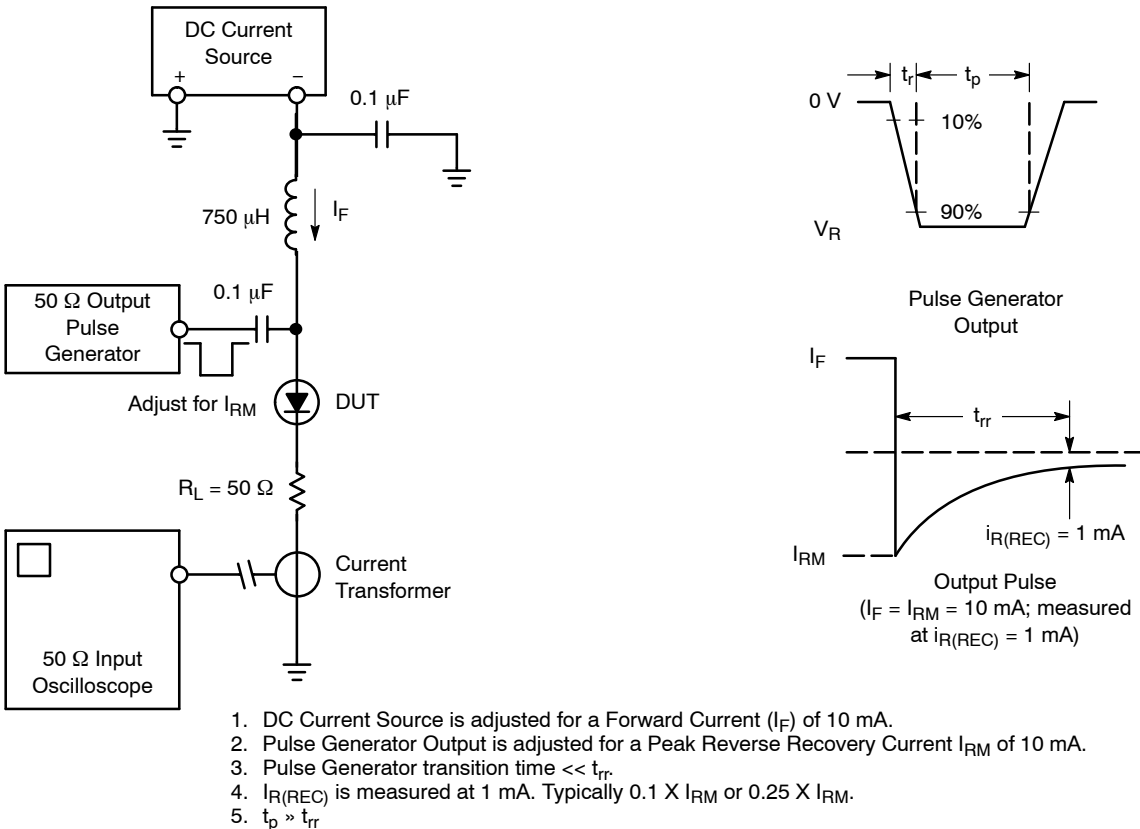 DC Current
Source
+
−
0.1 μF
750 μH
I_F
50 Ω Output
Pulse
Generator
0.1 μF
Adjust for I_RM
DUT
R_L = 50 Ω
Current
Transformer
50 Ω Input
Oscilloscope
t_r
t_p
0 V
10%
90%
V_R
Pulse Generator
Output
I_F
t_rr
i_R(REC) = 1 mA
I_RM
Output Pulse
(I_F = I_RM = 10 mA; measured
at i_R(REC) = 1 mA)
1. DC Current Source is adjusted for a Forward Current (I_F) of 10 mA.
2. Pulse Generator Output is adjusted for a Peak Reverse Recovery Current I_RM of 10 mA.
3. Pulse Generator transition time << t_rr.
4. I_R(REC) is measured at 1 mA. Typically 0.1 X I_RM or 0.25 X I_RM.
5. t_p » t_rr